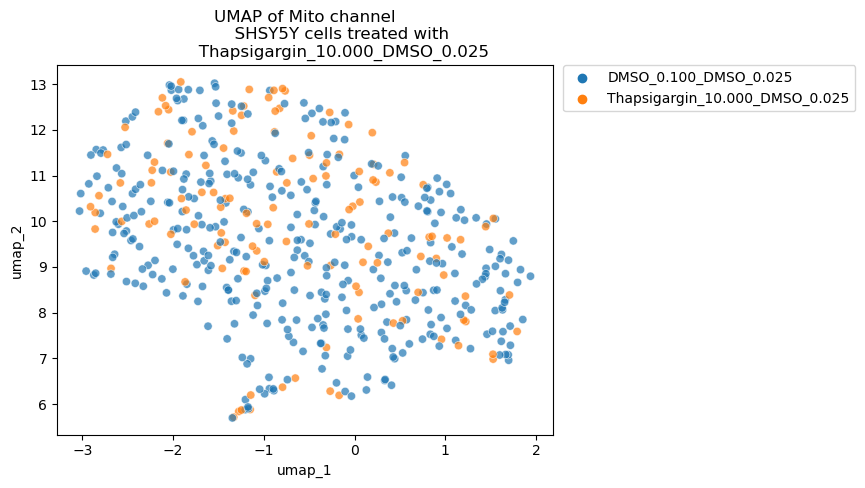 UMAP of Mito channel
SHSY5Y cells treated with
Thapsigargin_10.000_DMSO_0.025
DMSO_0.100_DMSO_0.025
Thapsigargin_10.000_DMSO_0.025
umap_2
13
12
11
10
9
8
7
6
−3
−2
−1
0
1
2
umap_1